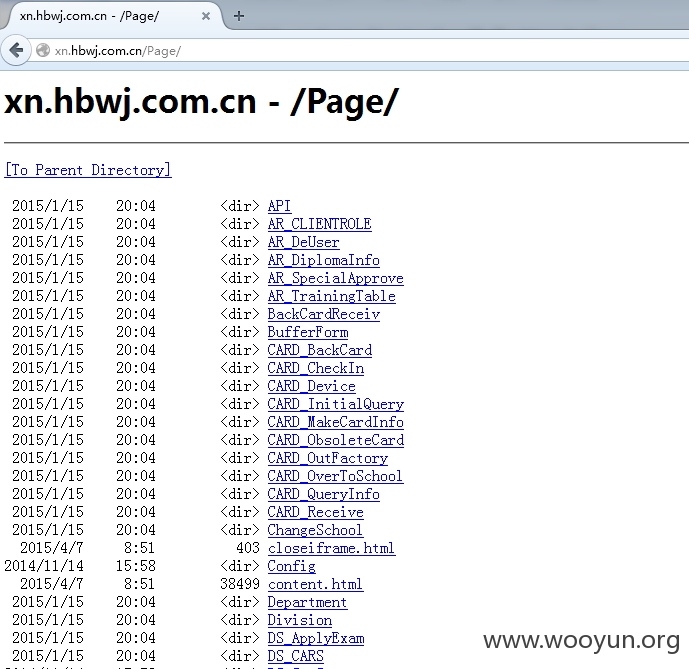 xn.hbwj.com.cn - /Page/
xn.hbwj.com.cn/Page/
xn.hbwj.com.cn - /Page/
[To Parent Directory]
2015/1/15 20:04 <dir> API
2015/1/15 20:04 <dir> AR_CLIENTROLE
2015/1/15 20:04 <dir> AR_DeUser
2015/1/15 20:04 <dir> AR_DiplomaInfo
2015/1/15 20:04 <dir> AR_SpecialApprove
2015/1/15 20:04 <dir> AR_TrainingTable
2015/1/15 20:04 <dir> BackCardReceiv
2015/1/15 20:04 <dir> BufferForm
2015/1/15 20:04 <dir> CARD_BackCard
2015/1/15 20:04 <dir> CARD_CheckIn
2015/1/15 20:04 <dir> CARD_Device
2015/1/15 20:04 <dir> CARD_InitialQuery
2015/1/15 20:04 <dir> CARD_MakeCardInfo
2015/1/15 20:04 <dir> CARD_ObsoleteCard
2015/1/15 20:04 <dir> CARD_OutFactory
2015/1/15 20:04 <dir> CARD_OverToSchool
2015/1/15 20:04 <dir> CARD_QueryInfo
2015/1/15 20:04 <dir> CARD_Receive
2015/1/15 20:04 <dir> ChangeSchool
2015/4/7 8:51 403 closeiframe.html
2014/11/14 15:58 <dir> Config
2015/4/7 8:51 38499 content.html
2015/1/15 20:04 <dir> Department
2015/1/15 20:04 <dir> Division
2015/1/15 20:04 <dir> DS_ApplyExam
2015/1/15 20:04 <dir> DS_CARS
www.wooyun.org